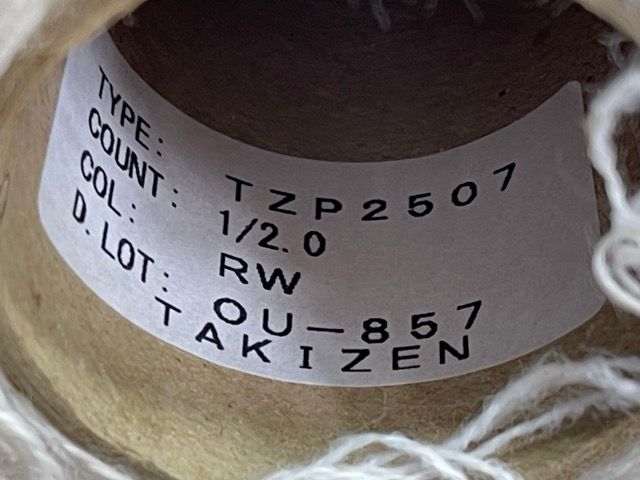 TYPE: TZP2507
COUNT: 1/2.0
COL: RW
D. LOT: OU-857
TAKIZEN